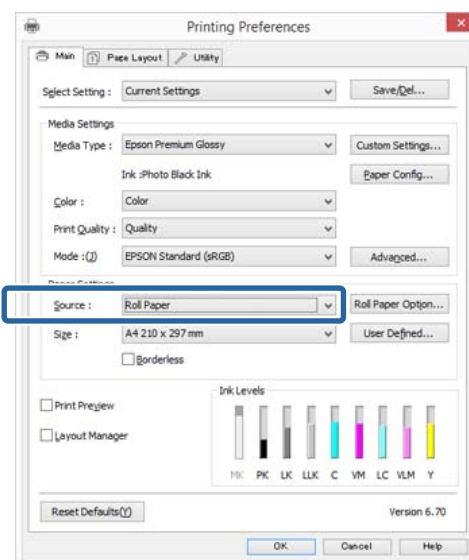 Printing Preferences
Main Page Layout Utility
Select Setting : Current Settings Save/Del...
Media Settings
Media Type : Epson Premium Glossy Custom Settings...
Ink :Photo Black Ink Paper Config...
Color : Color
Print Quality : Quality
Mode :(J) EPSON Standard (sRGB) Advanced...
Paper Settings
Source : Roll Paper Roll Paper Option...
Size : A4 210 x 297 mm User Defined...
Borderless
Ink Levels
Print Preview
Layout Manager
MK PK LK LLK C VM LC VLM Y
Reset Defaults(Y) Version 6.70
OK Cancel Help